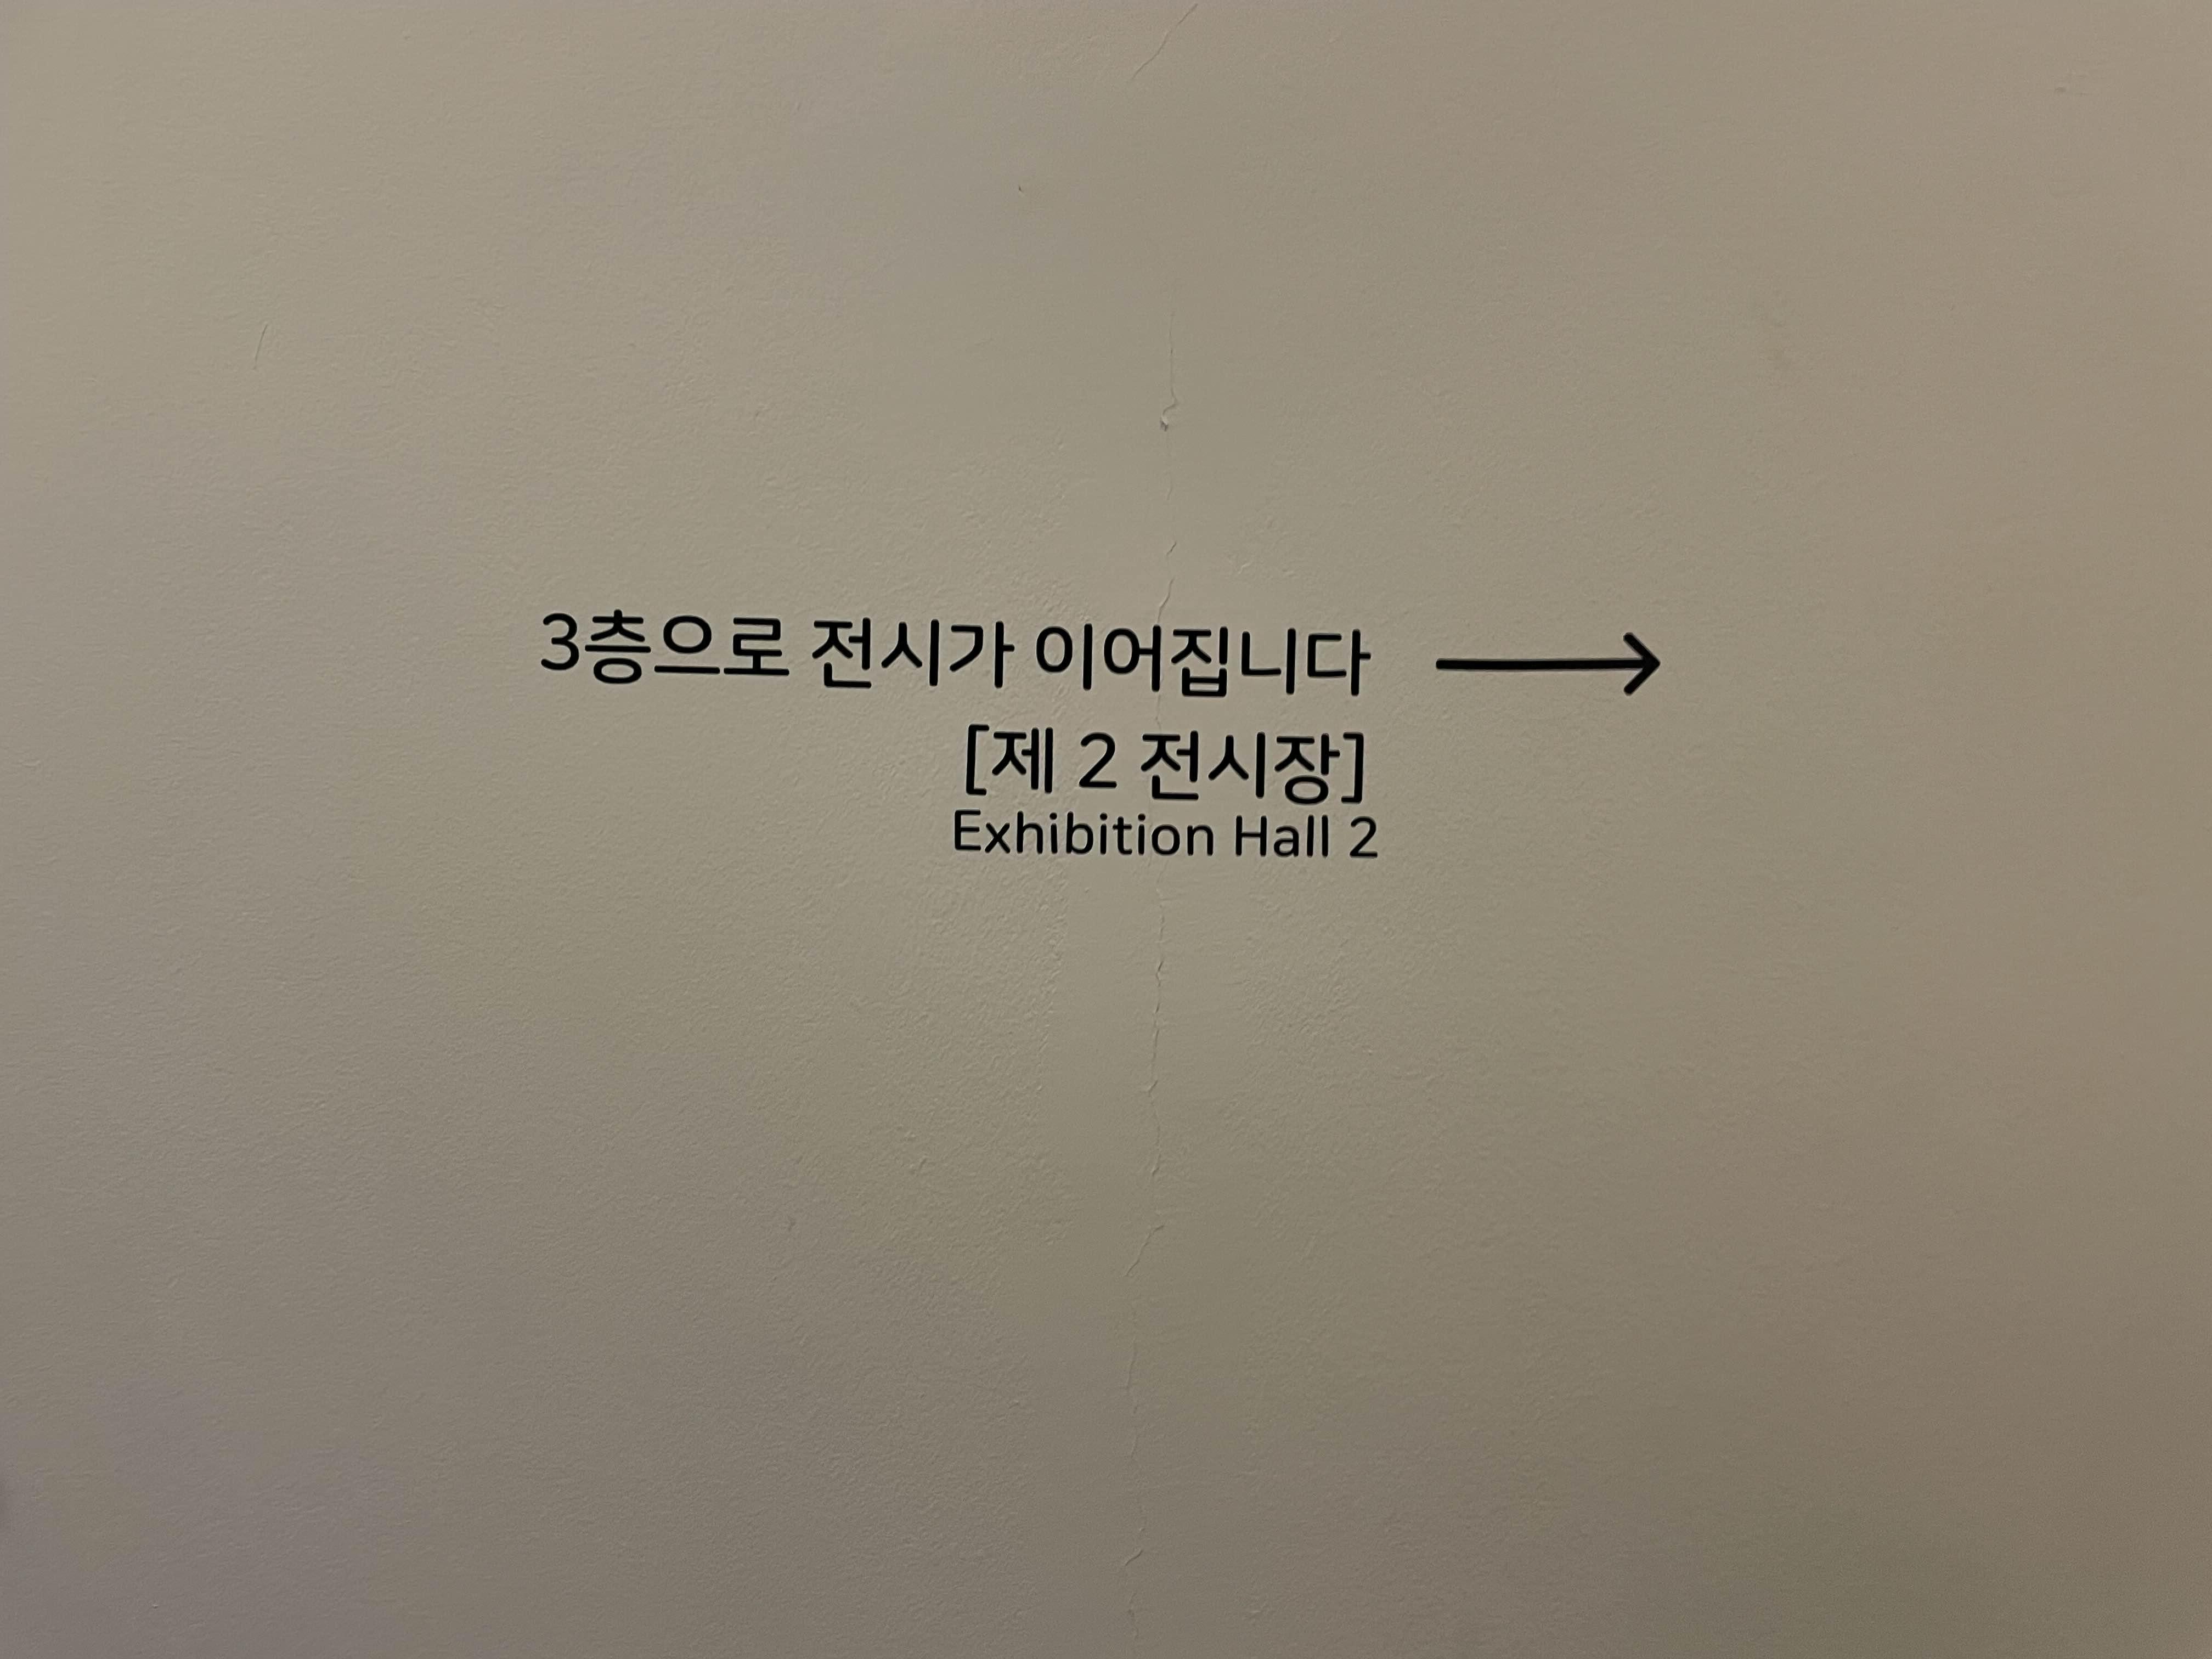 3층으로 전시가 이어집니다 →
[제 2 전시장]
Exhibition Hall 2